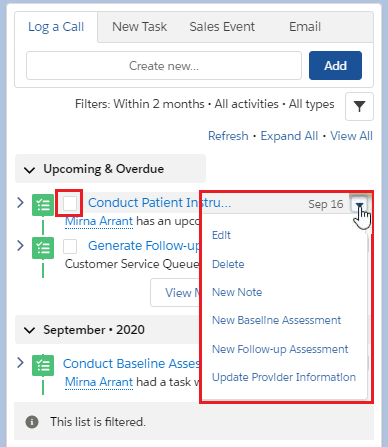 Log a Call New Task Sales Event Email
Create new... Add
Filters: Within 2 months • All activities • All types
Refresh • Expand All • View All
Upcoming & Overdue
Conduct Patient Instru... Sep 16
Mirna Arrant has an upco
Edit
Generate Follow-up
Delete
Customer Service Queue
New Note
View M
New Baseline Assessment
September • 2020
New Follow-up Assessment
Conduct Baseline Asses
Update Provider Information
Mirna Arrant had a task w
This list is filtered.